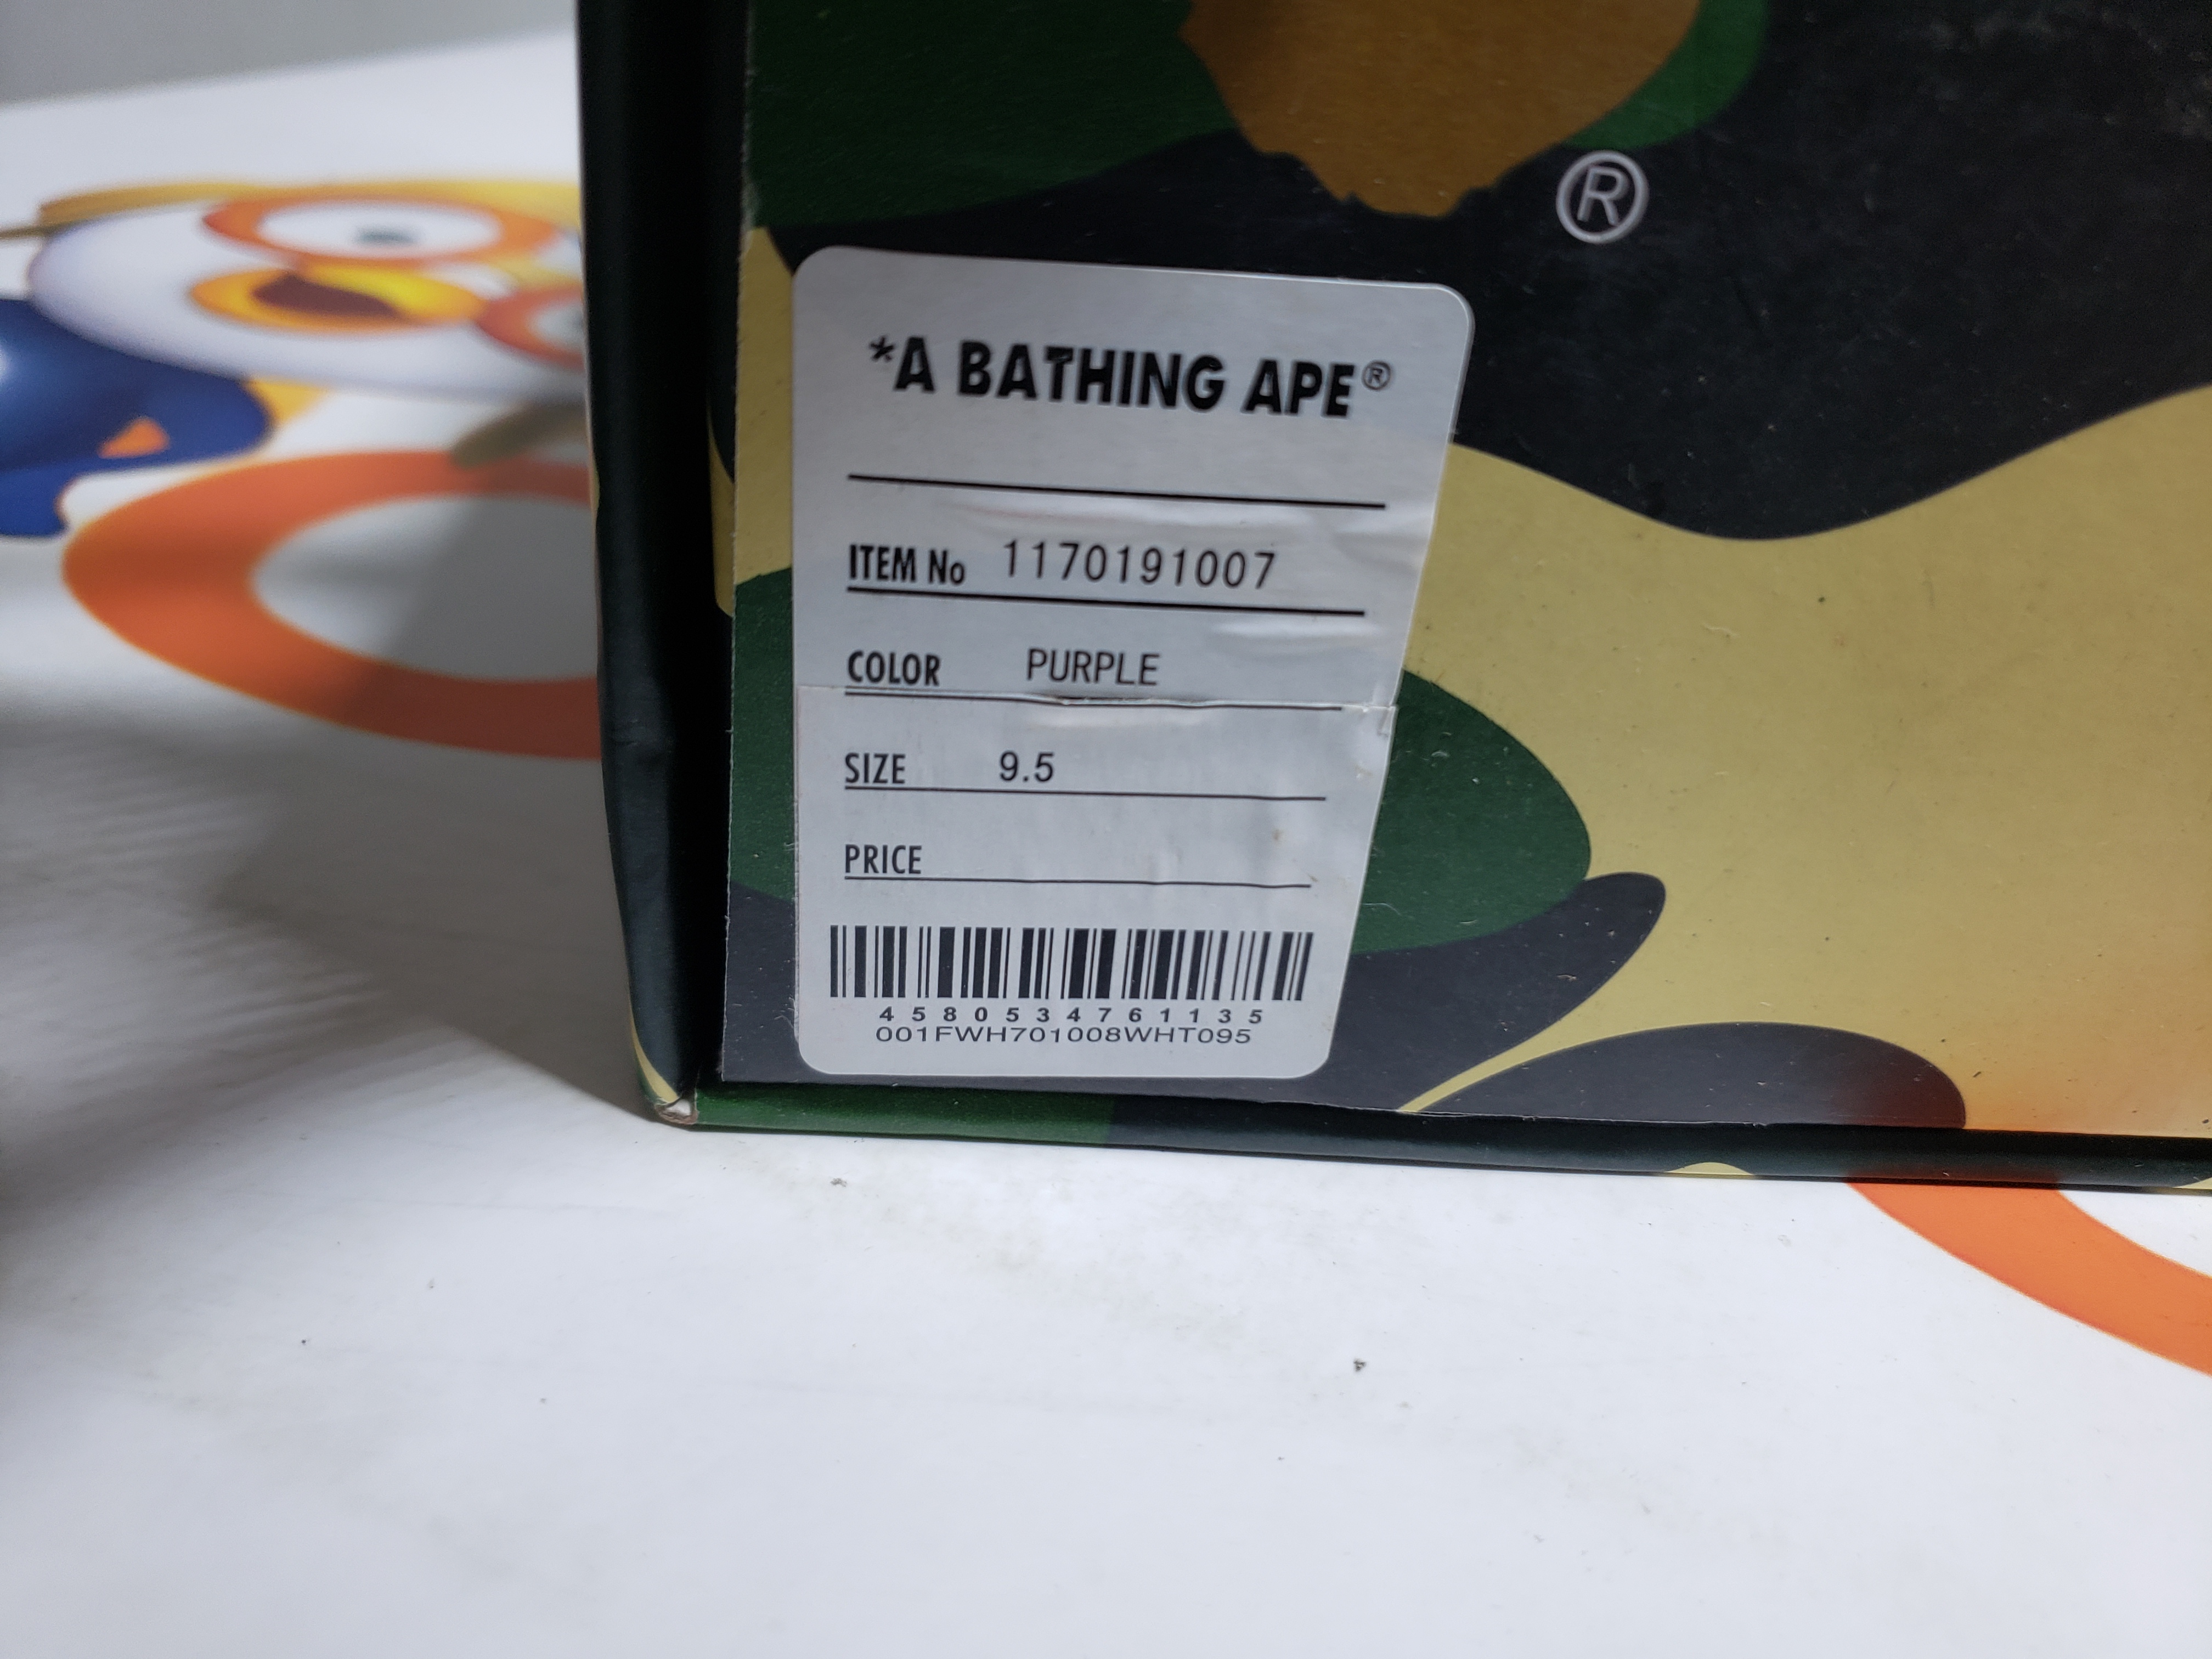 ®
*A BATHING APE®
ITEM No 1170191007
COLOR PURPLE
SIZE 9.5
PRICE
4580534761135
001FWH701008WHT095